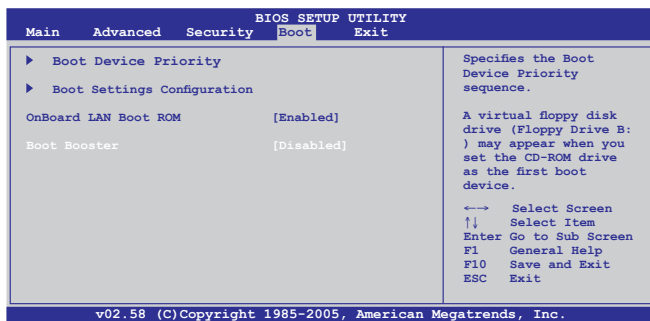 BIOS SETUP UTILITY
Main Advanced Security Boot Exit
Boot Device Priority
Boot Settings Configuration
OnBoard LAN Boot ROM [Enabled]
Boot Booster [Disabled]
Specifies the Boot
Device Priority
sequence.
A virtual floppy disk
drive (Floppy Drive B:
) may appear when you
set the CD-ROM drive
as the first boot
device.
←→ Select Screen
↑↓ Select Item
Enter Go to Sub Screen
F1 General Help
F10 Save and Exit
ESC Exit
v02.58 (C)Copyright 1985-2005, American Megatrends, Inc.